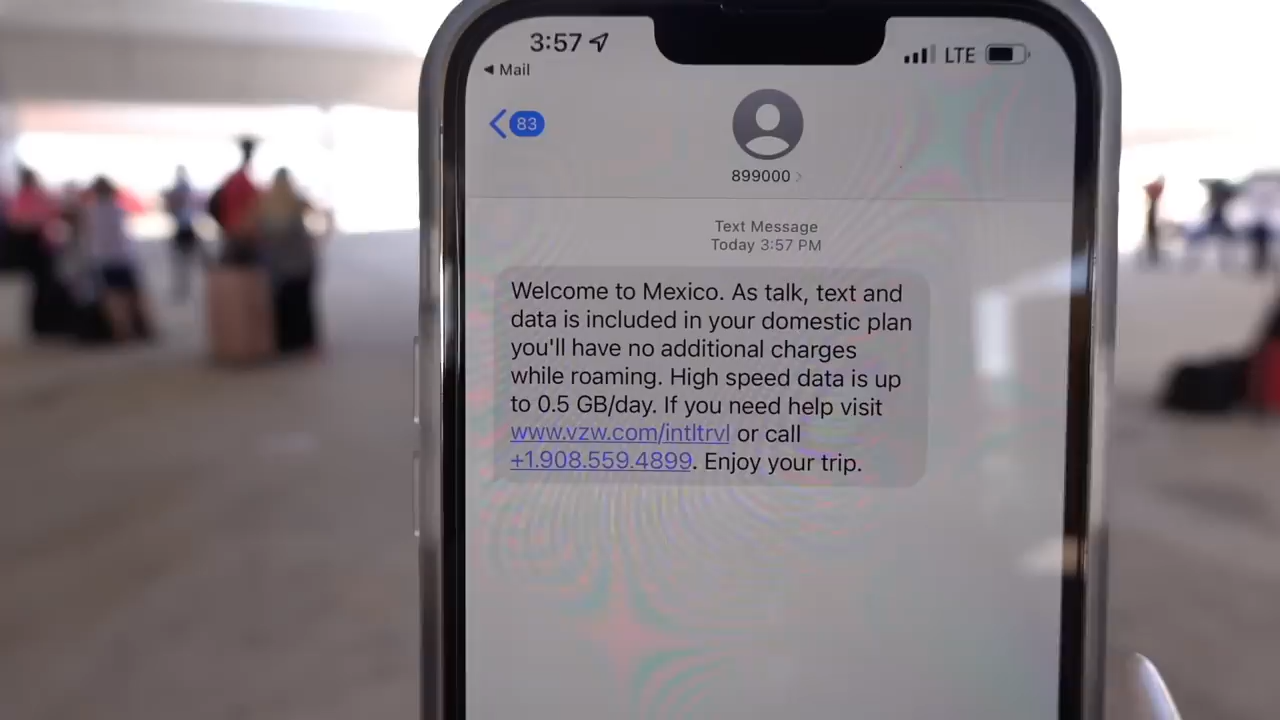 3:57
LTE
◀ Mail
83
899000 >
Text Message
Today 3:57 PM
Welcome to Mexico. As talk, text and
data is included in your domestic plan
you'll have no additional charges
while roaming. High speed data is up
to 0.5 GB/day. If you need help visit
www.vzw.com/intltrvl or call
+1.908.559.4899. Enjoy your trip.